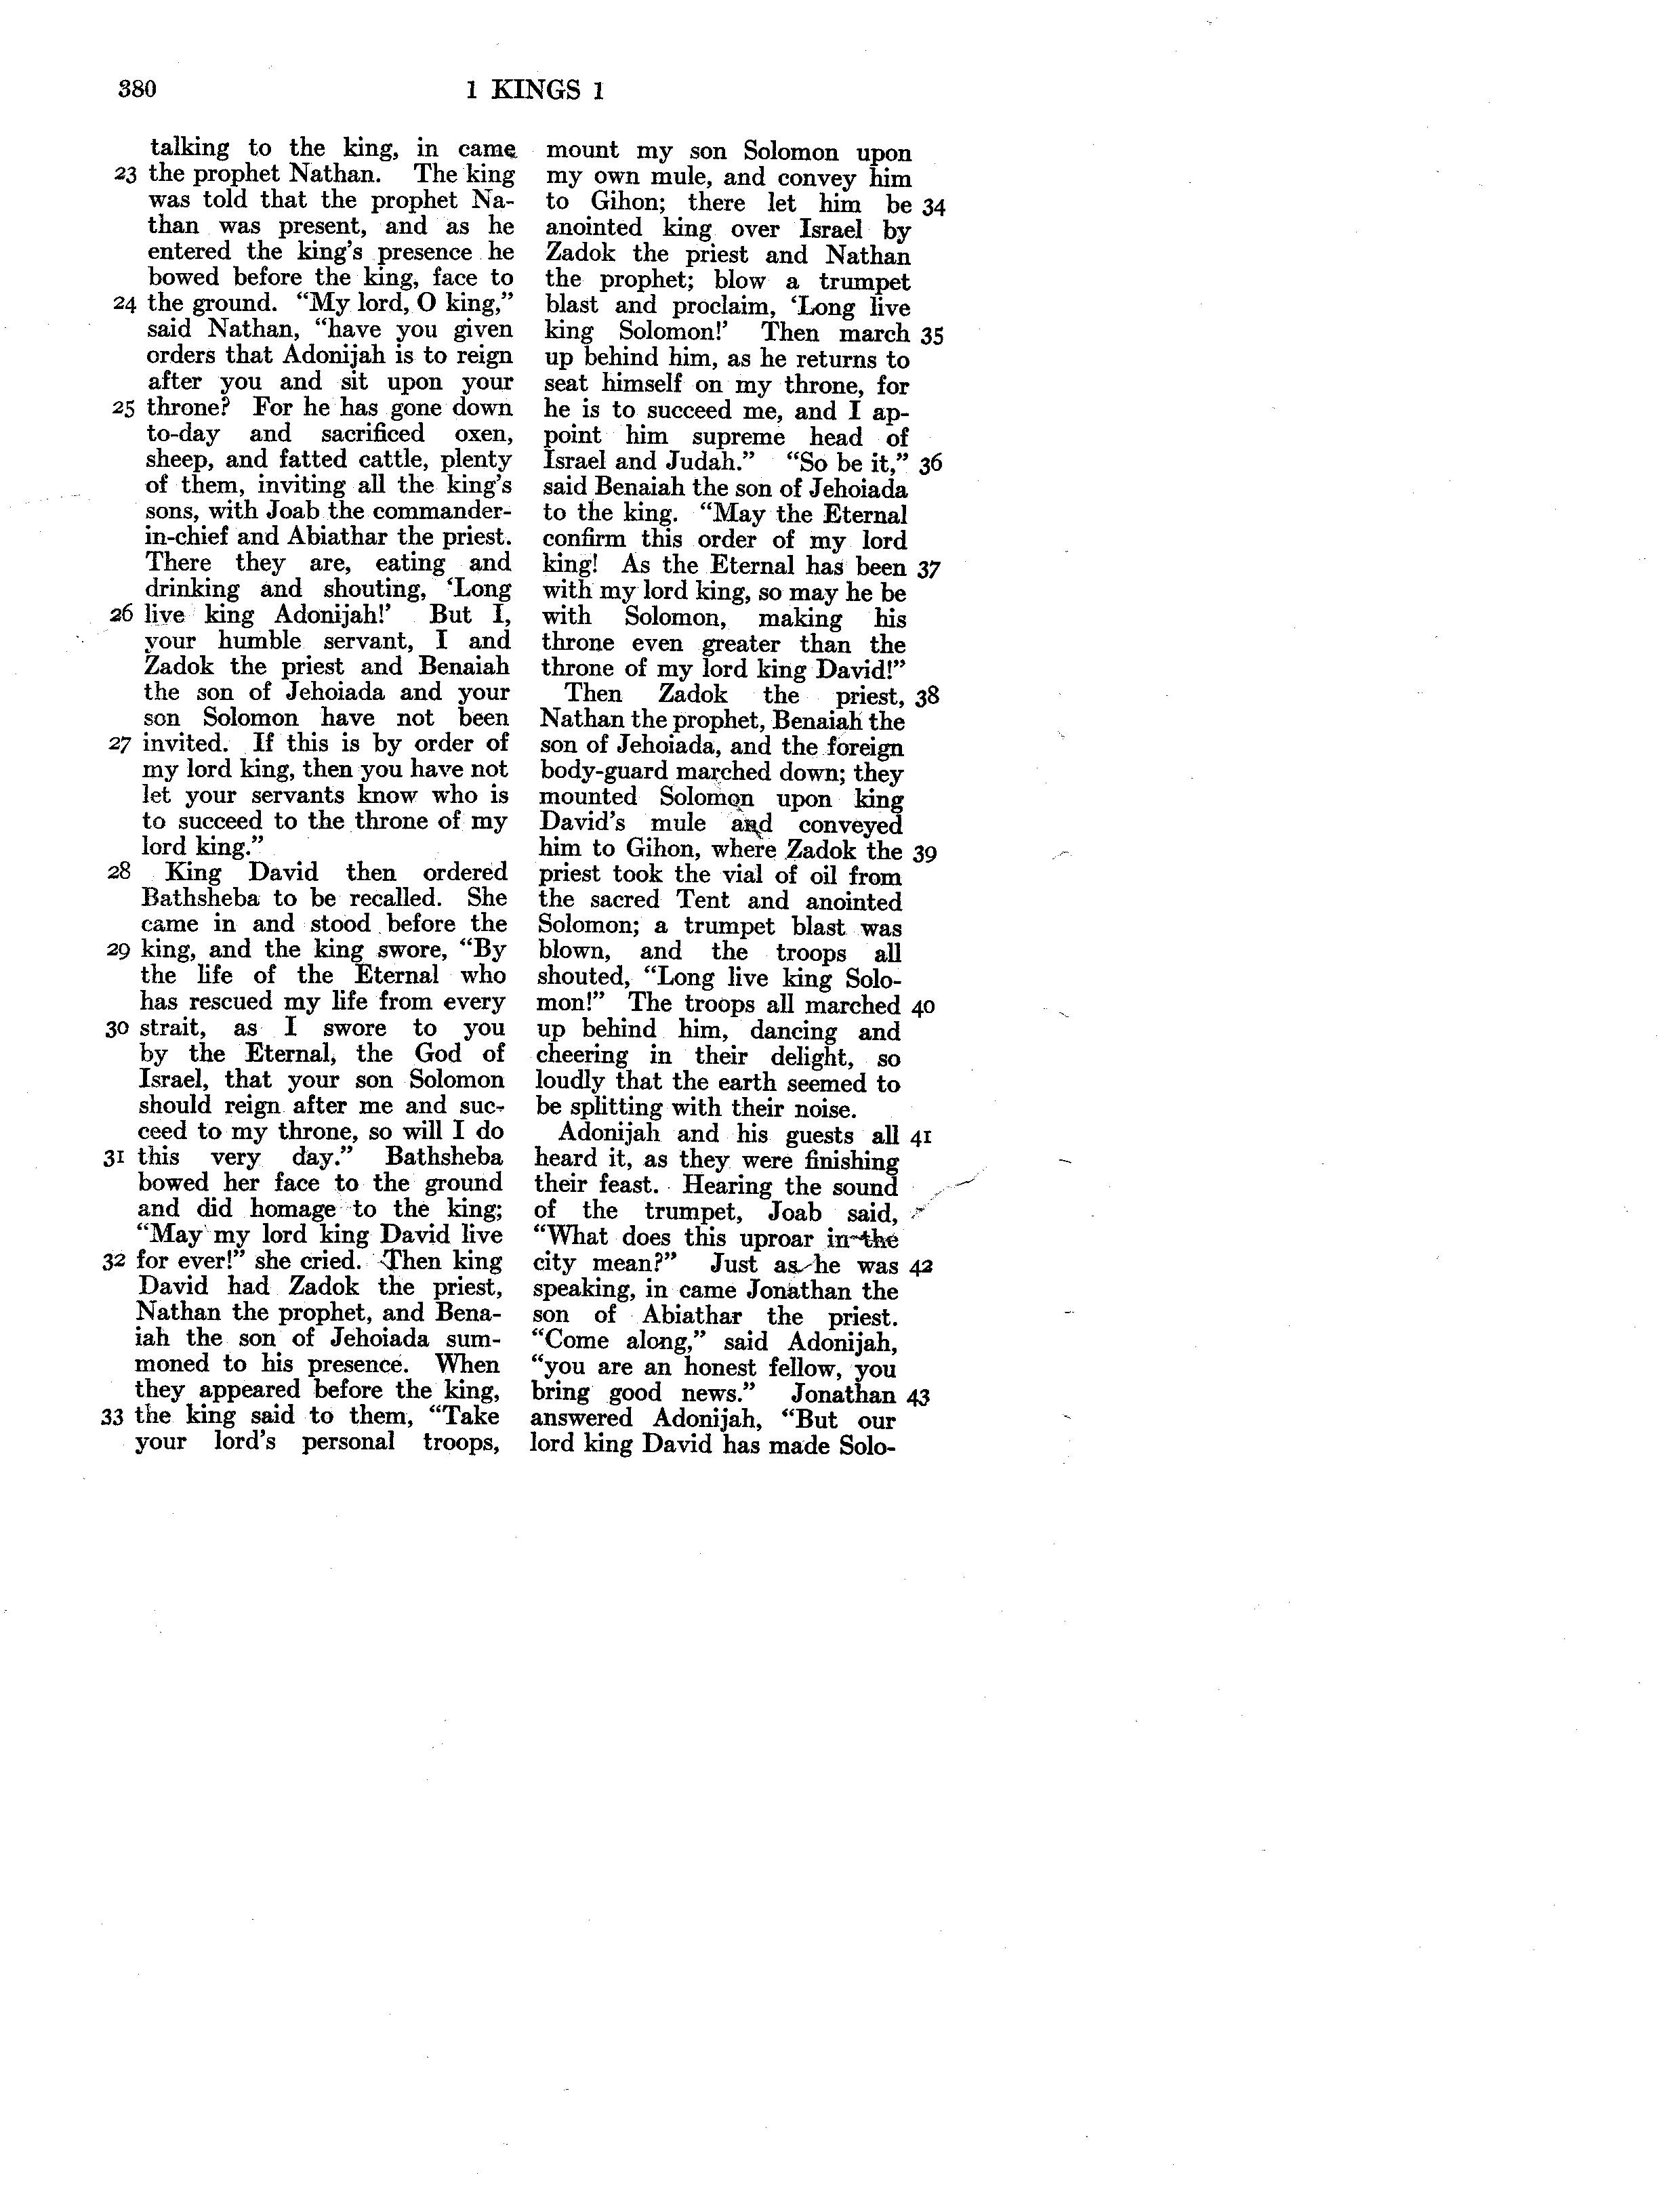 380
1 KINGS 1
talking to the king, in came
23 the prophet Nathan. The king
was told that the prophet Na-
than was present, and as he
entered the king's presence he
bowed before the king, face to
24 the ground. “My lord, O king,”
said Nathan, “have you given
orders that Adonijah is to reign
after you and sit upon your
25 throne? For he has gone down
to-day and sacrificed oxen,
sheep, and fatted cattle, plenty
of them, inviting all the king's
sons, with Joab the commander-
in-chief and Abiathar the priest.
There they are, eating and
drinking and shouting, ‘Long
26 live king Adonijah!’ But I,
your humble servant, I and
Zadok the priest and Benaiah
the son of Jehoiada and your
son Solomon have not been
27 invited. If this is by order of
my lord king, then you have not
let your servants know who is
to succeed to the throne of my
lord king.”
28 King David then ordered
Bathsheba to be recalled. She
came in and stood before the
29 king, and the king swore, “By
the life of the Eternal who
has rescued my life from every
30 strait, as I swore to you
by the Eternal, the God of
Israel, that your son Solomon
should reign after me and suc-
ceed to my throne, so will I do
31 this very day.” Bathsheba
bowed her face to the ground
and did homage to the king;
“May my lord king David live
32 for ever!” she cried. Then king
David had Zadok the priest,
Nathan the prophet, and Bena-
iah the son of Jehoiada sum-
moned to his presence. When
they appeared before the king,
33 the king said to them, “Take
your lord's personal troops,
mount my son Solomon upon
my own mule, and convey him
to Gihon; there let him be 34
anointed king over Israel by
Zadok the priest and Nathan
the prophet; blow a trumpet
blast and proclaim, ‘Long live
king Solomon!’ Then march 35
up behind him, as he returns to
seat himself on my throne, for
he is to succeed me, and I ap-
point him supreme head of
Israel and Judah.” “So be it,” 36
said Benaiah the son of Jehoiada
to the king. “May the Eternal
confirm this order of my lord
king! As the Eternal has been 37
with my lord king, so may he be
with Solomon, making his
throne even greater than the
throne of my lord king David!”
Then Zadok the priest, 38
Nathan the prophet, Benaiah the
son of Jehoiada, and the foreign
body-guard marched down; they
mounted Solomon upon king
David's mule and conveyed
him to Gihon, where Zadok the 39
priest took the vial of oil from
the sacred Tent and anointed
Solomon; a trumpet blast was
blown, and the troops all
shouted, “Long live king Solo-
mon!” The troops all marched 40
up behind him, dancing and
cheering in their delight, so
loudly that the earth seemed to
be splitting with their noise.
Adonijah and his guests all 41
heard it, as they were finishing
their feast. Hearing the sound
of the trumpet, Joab said,
“What does this uproar in the
city mean?” Just as he was 42
speaking, in came Jonathan the
son of Abiathar the priest.
“Come along,” said Adonijah,
“you are an honest fellow, you
bring good news.” Jonathan 43
answered Adonijah, “But our
lord king David has made Solo-